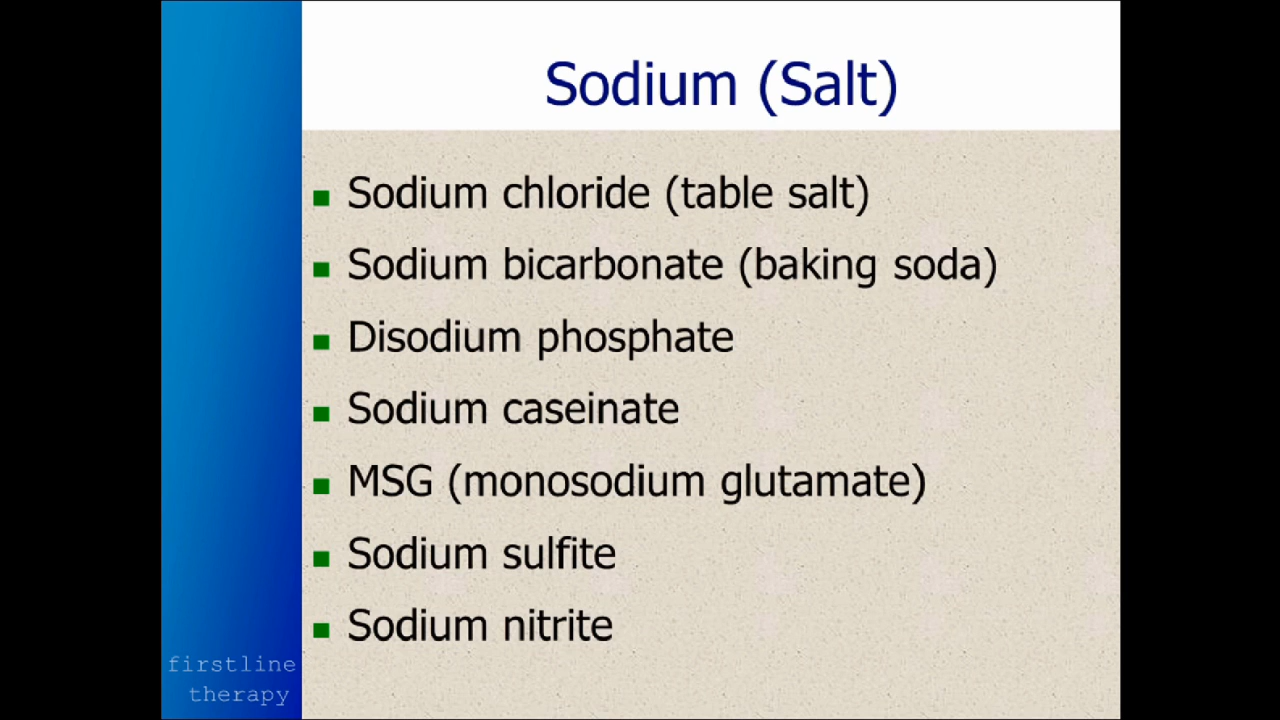 Sodium (Salt)
Sodium chloride (table salt)
Sodium bicarbonate (baking soda)
Disodium phosphate
Sodium caseinate
MSG (monosodium glutamate)
Sodium sulfite
Sodium nitrite
firstline
therapy